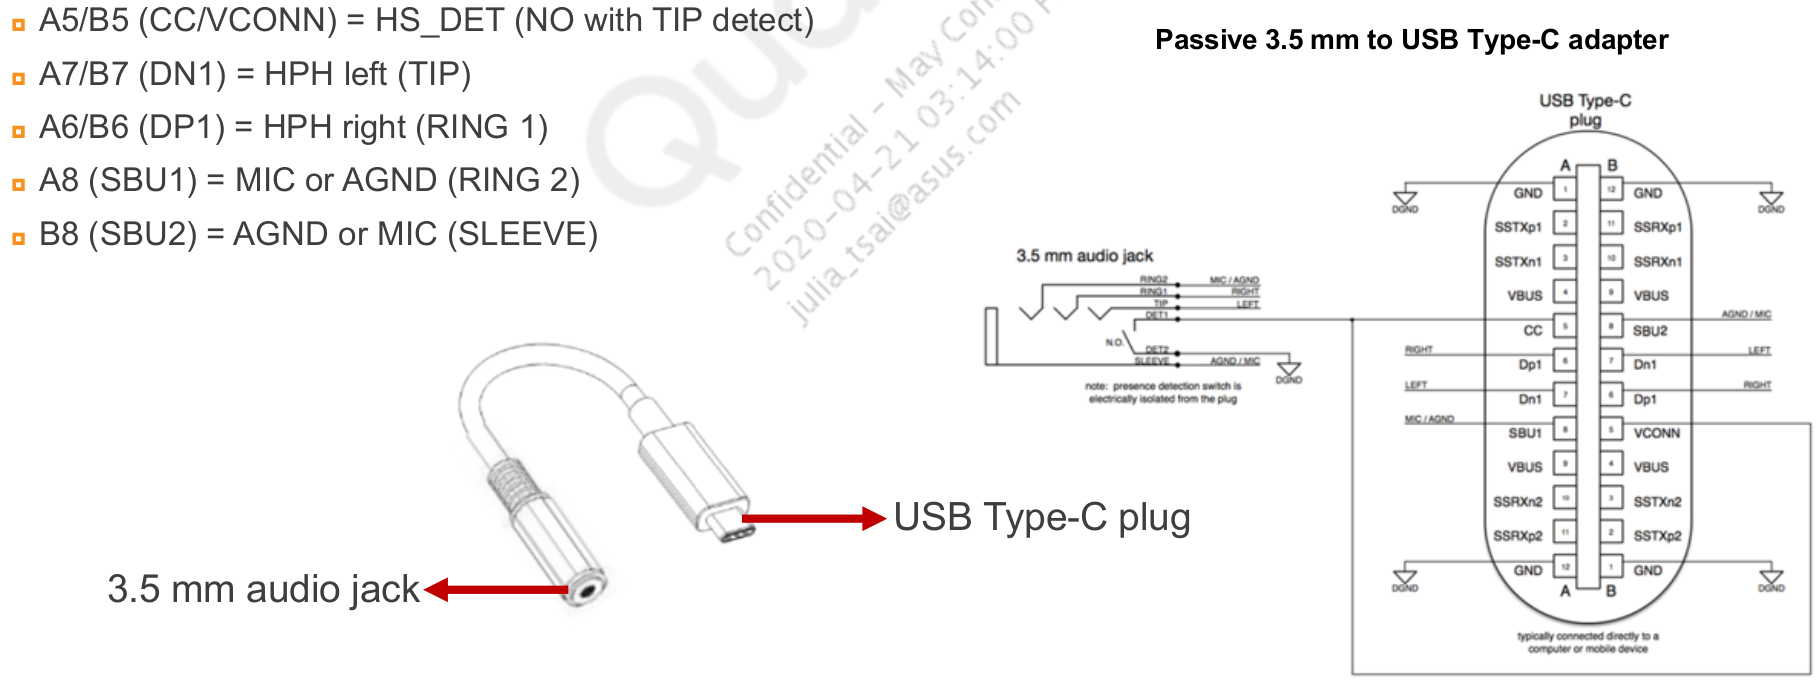 A5/B5 (CC/VCONN) = HS_DET (NO with TIP detect)
A7/B7 (DN1) = HPH left (TIP)
A6/B6 (DP1) = HPH right (RING 1)
A8 (SBU1) = MIC or AGND (RING 2)
B8 (SBU2) = AGND or MIC (SLEEVE)
Confidential – May Con
2020-04-21 03:14:00 P
julia_tsai@asus.com
3.5 mm audio jack
USB Type-C plug
Passive 3.5 mm to USB Type-C adapter
USB Type-C
plug
3.5 mm audio jack
RING2 MIC / AGND
RING1 RIGHT
TIP LEFT
DET1
N.O.
DET2
SLEEVE AGND / MIC
DGND
note: presence detection switch is
electrically isolated from the plug
A B
DGND GND 1 12 GND DGND
SSTXp1 2 11 SSRXp1
SSTXn1 3 10 SSRXn1
VBUS 4 9 VBUS
CC 5 8 SBU2 AGND / MIC
RIGHT Dp1 6 7 Dn1 LEFT
LEFT Dn1 7 6 Dp1 RIGHT
MIC / AGND SBU1 8 5 VCONN
VBUS 9 4 VBUS
SSRXn2 10 3 SSTXn2
SSRXp2 11 2 SSTXp2
DGND GND 12 1 GND DGND
A B
typically connected directly to a
computer or mobile device